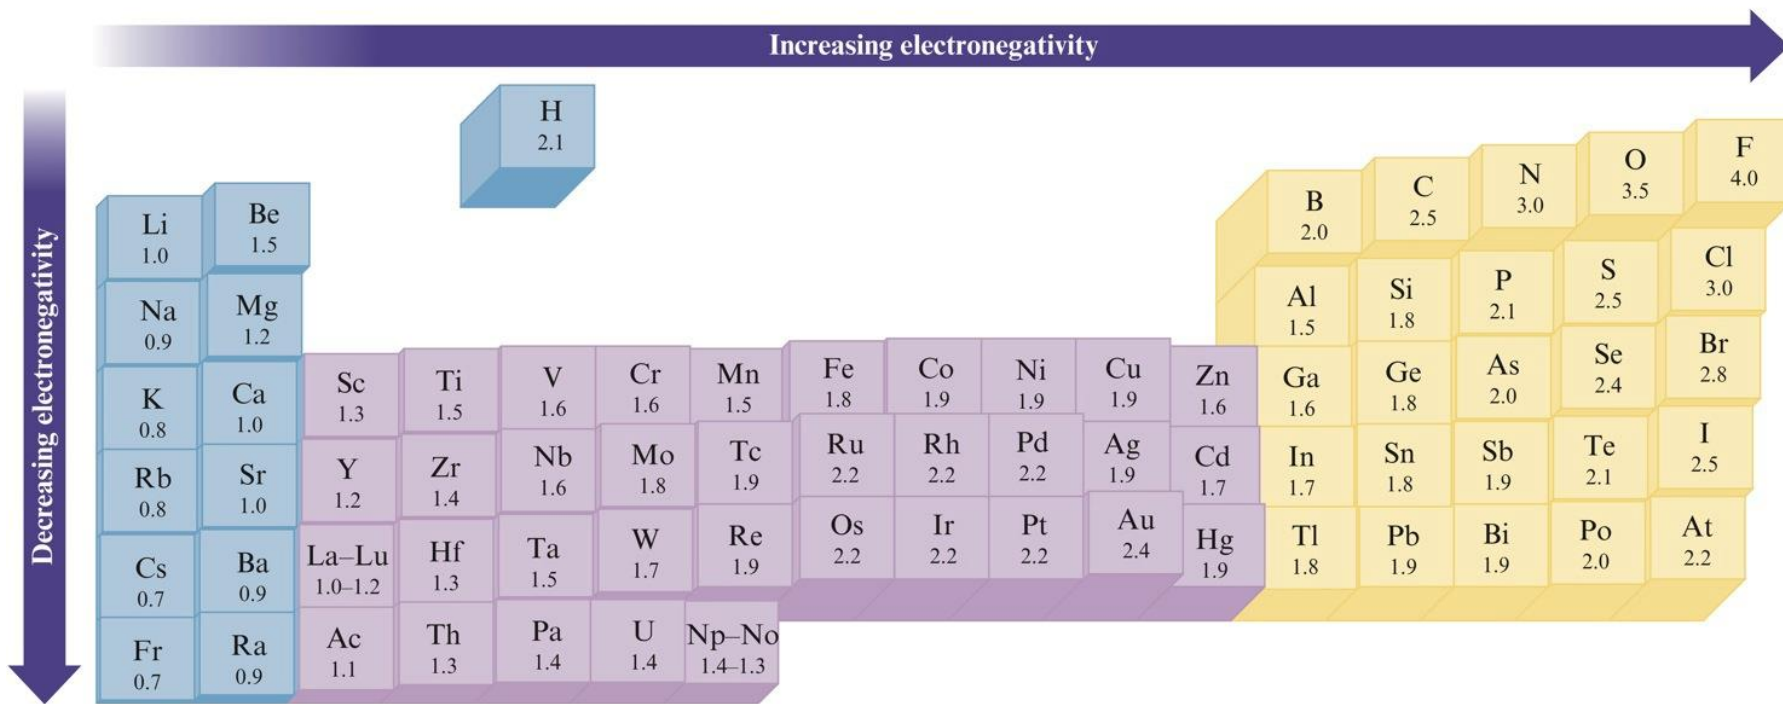 Increasing electronegativity
Decreasing electronegativity
H
2.1
Li
1.0
Be
1.5
B
2.0
C
2.5
N
3.0
O
3.5
F
4.0
Na
0.9
Mg
1.2
Al
1.5
Si
1.8
P
2.1
S
2.5
Cl
3.0
K
0.8
Ca
1.0
Sc
1.3
Ti
1.5
V
1.6
Cr
1.6
Mn
1.5
Fe
1.8
Co
1.9
Ni
1.9
Cu
1.9
Zn
1.6
Ga
1.6
Ge
1.8
As
2.0
Se
2.4
Br
2.8
Rb
0.8
Sr
1.0
Y
1.2
Zr
1.4
Nb
1.6
Mo
1.8
Tc
1.9
Ru
2.2
Rh
2.2
Pd
2.2
Ag
1.9
Cd
1.7
In
1.7
Sn
1.8
Sb
1.9
Te
2.1
I
2.5
Cs
0.7
Ba
0.9
La–Lu
1.0–1.2
Hf
1.3
Ta
1.5
W
1.7
Re
1.9
Os
2.2
Ir
2.2
Pt
2.2
Au
2.4
Hg
1.9
Tl
1.8
Pb
1.9
Bi
1.9
Po
2.0
At
2.2
Fr
0.7
Ra
0.9
Ac
1.1
Th
1.3
Pa
1.4
U
1.4
Np–No
1.4–1.3